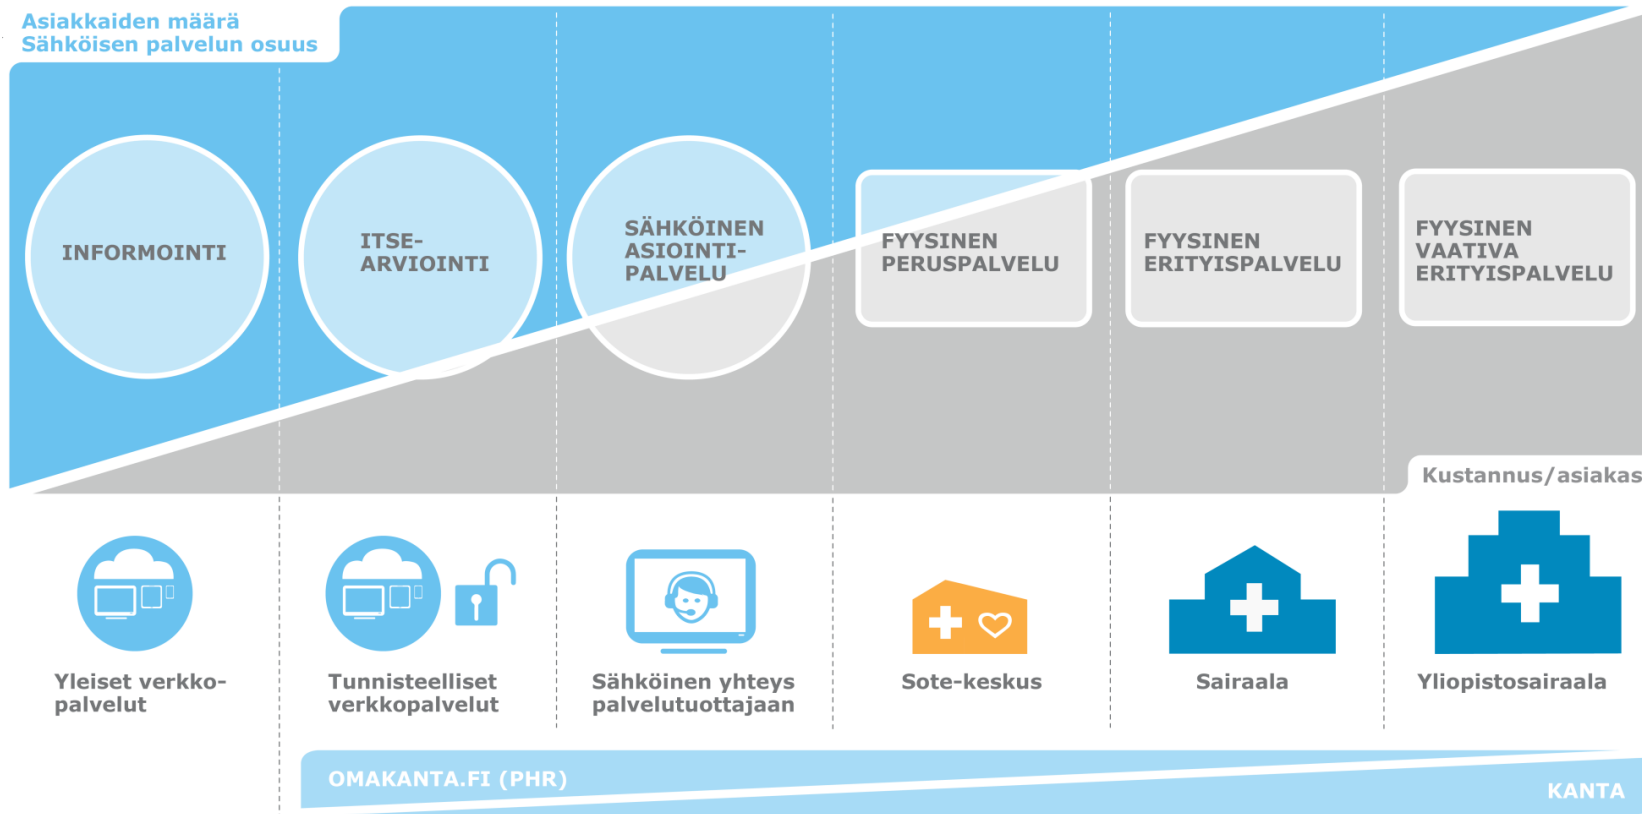 Asiakkaiden määrä
Sähköisen palvelun osuus
INFORMOINTI
ITSE-
ARVIOINTI
SÄHKÖINEN
ASIOINTI-
PALVELU
FYYSINEN
PERUSPALVELU
FYYSINEN
ERITYISPALVELU
FYYSINEN
VAATIVA
ERITYISPALVELU
Kustannus/asiakas
Yleiset verkko-
palvelut
Tunnisteelliset
verkkopalvelut
Sähköinen yhteys
palvelutuottajaan
Sote-keskus
Sairaala
Yliopistosairaala
OMAKANTA.FI (PHR)
KANTA